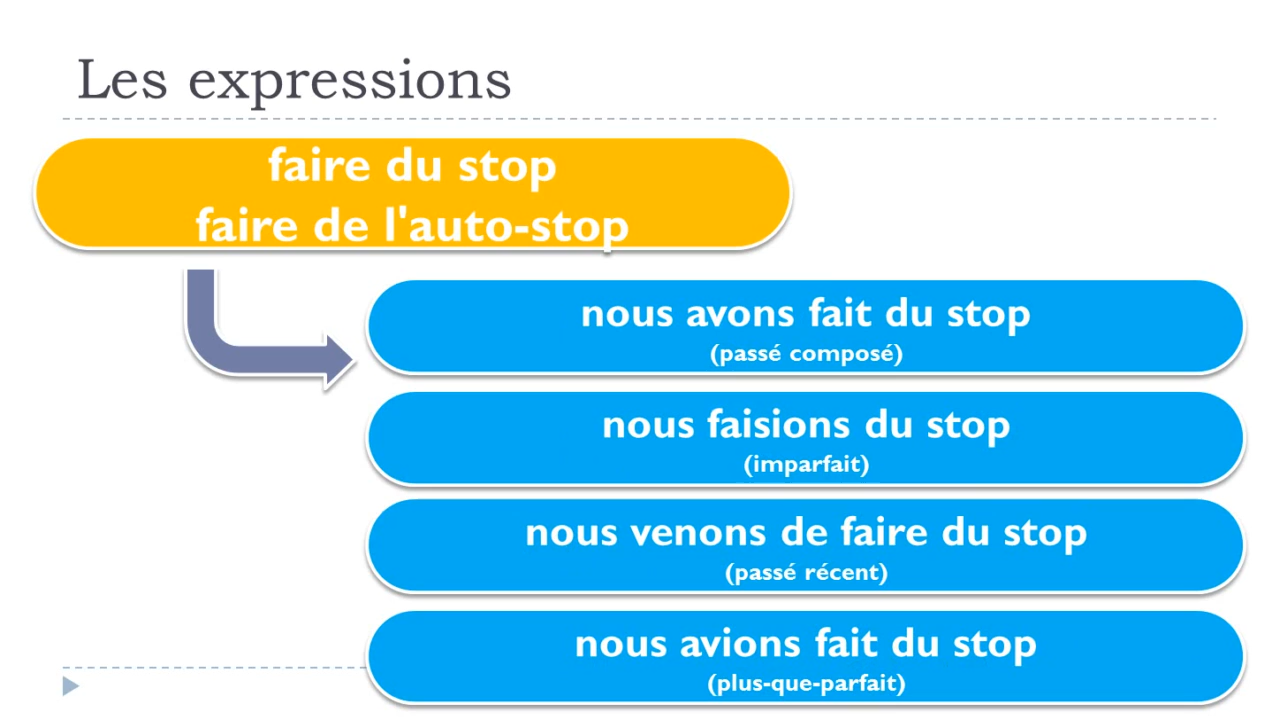 Les expressions
faire du stop
faire de l'auto-stop
nous avons fait du stop
(passé composé)
nous faisions du stop
(imparfait)
nous venons de faire du stop
(passé récent)
nous avions fait du stop
(plus-que-parfait)